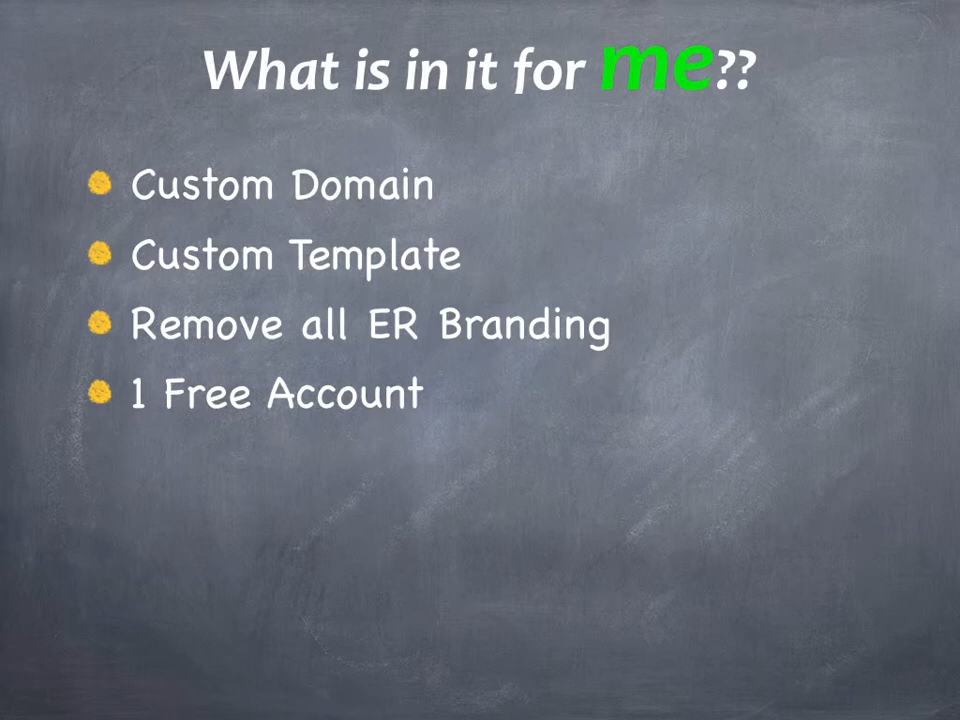 What is in it for me??
Custom Domain
Custom Template
Remove all ER Branding
1 Free Account